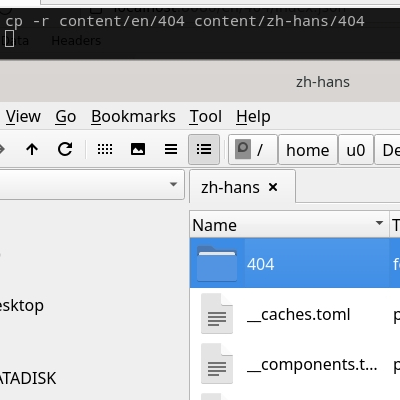 cp -r content/en/404 content/zh-hans/404
Data Headers
zh-hans
View Go Bookmarks Tool Help
/ home u0 De
zh-hans ×
Name T
404 f
__caches.toml p
esktop
__components.t... p
ATADISK